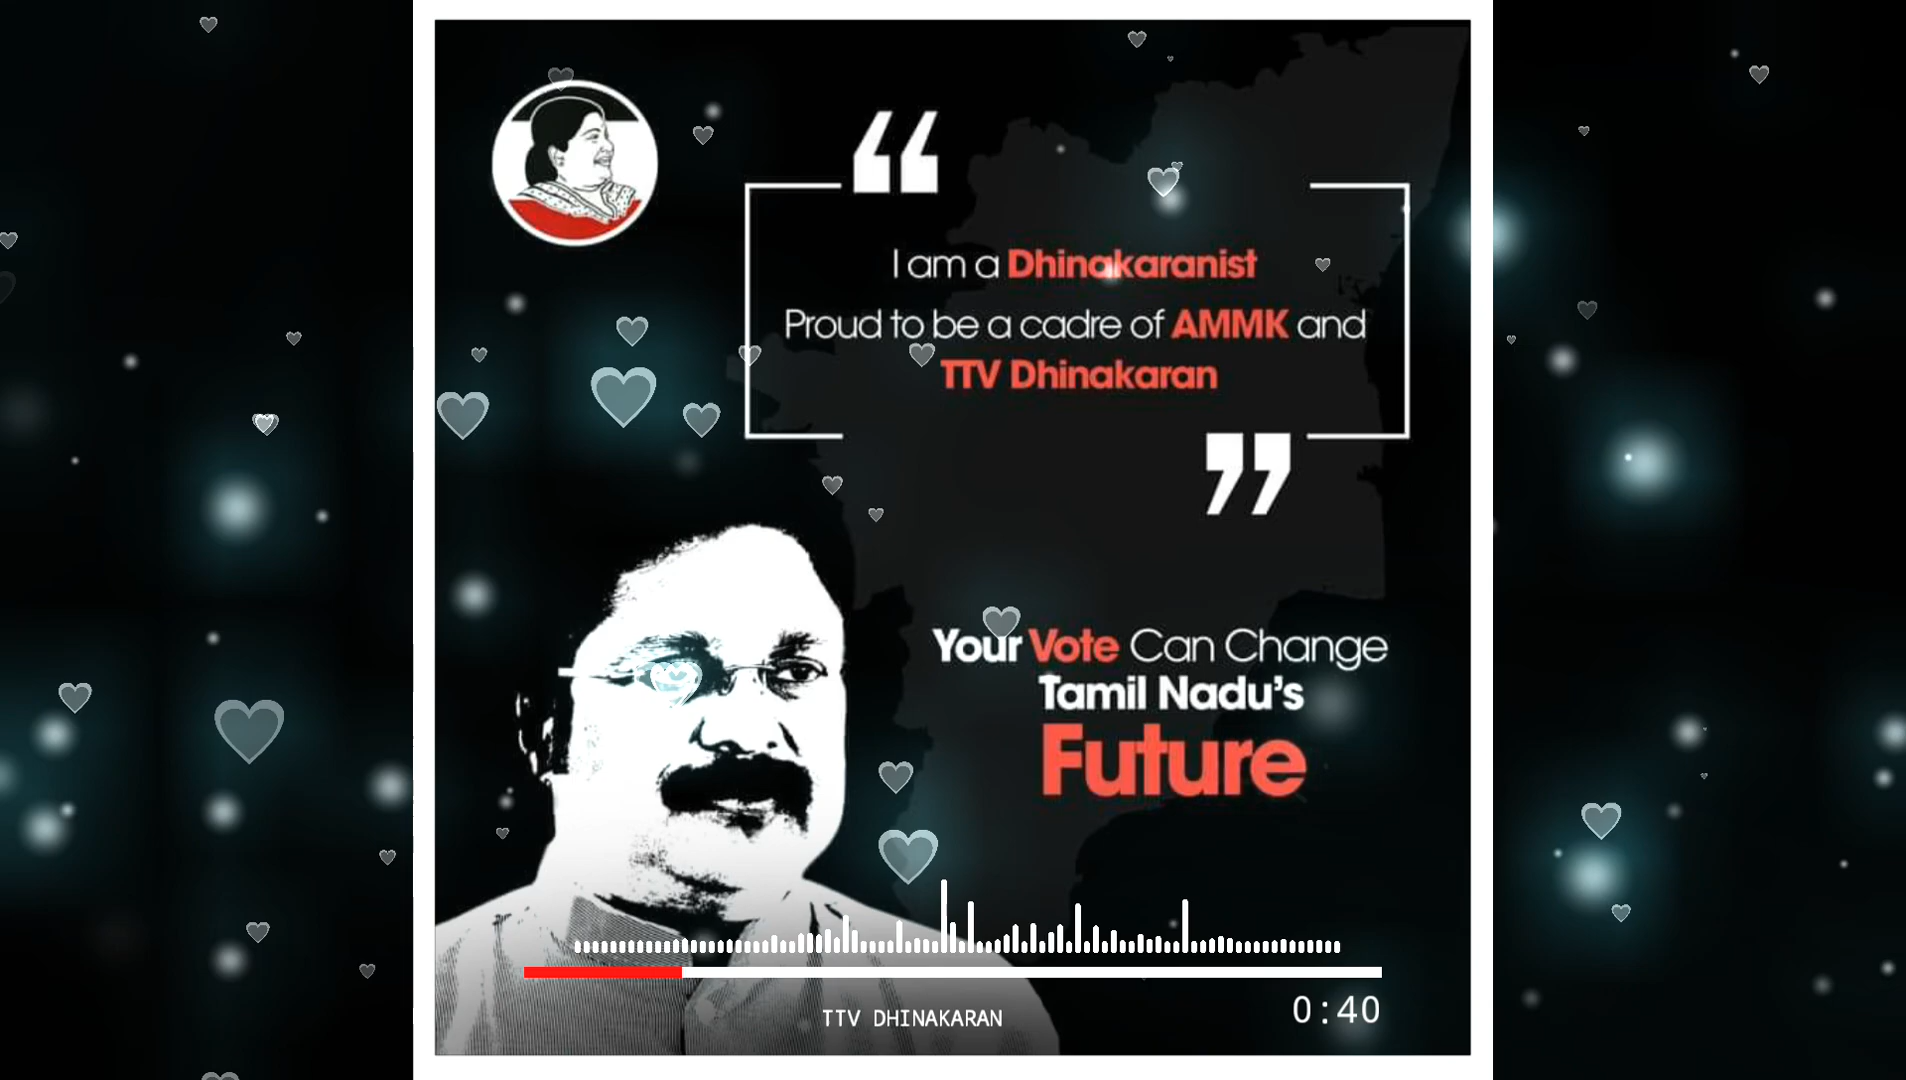 “
I am a Dhinakaranist
Proud to be a cadre of AMMK and
TTV Dhinakaran
”
Your Vote Can Change
Tamil Nadu’s
Future
TTV DHINAKARAN
0:40